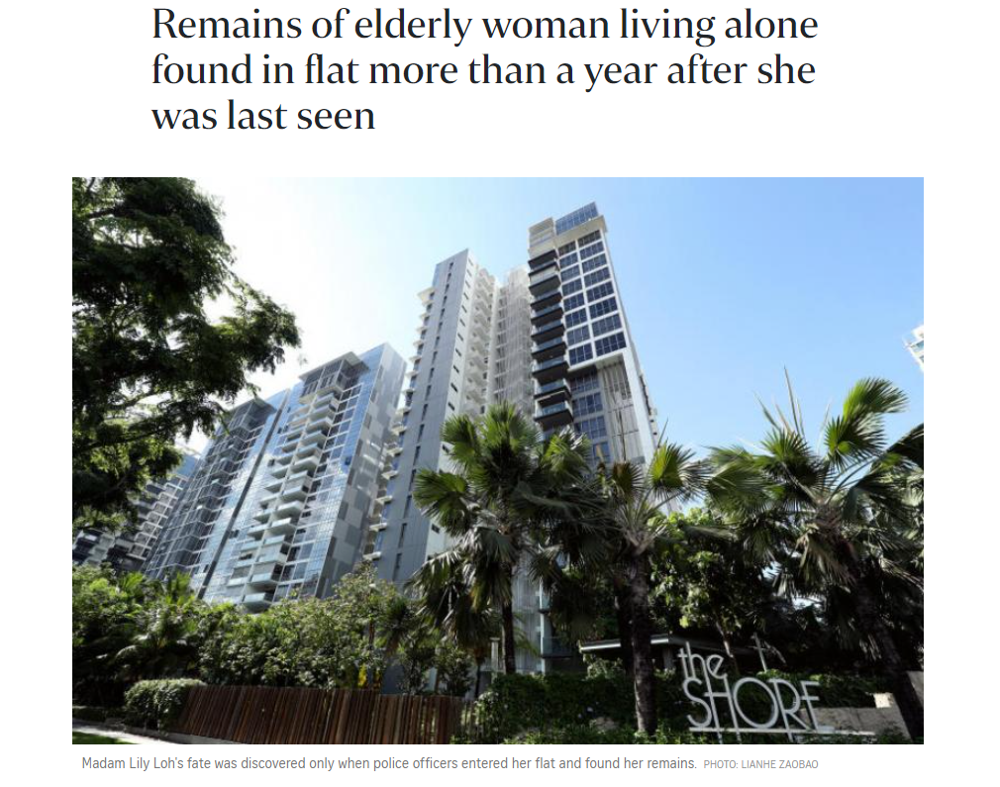 Remains of elderly woman living alone
found in flat more than a year after she
was last seen
the
SHORE
Madam Lily Loh's fate was discovered only when police officers entered her flat and found her remains. PHOTO: LIANHE ZAOBAO